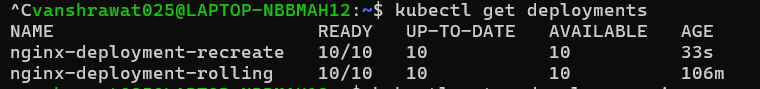 ^Cvanshrawat025@LAPTOP-NBBMAH12:~$ kubectl get deployments
NAME READY UP-TO-DATE AVAILABLE AGE
nginx-deployment-recreate 10/10 10 10 33s
nginx-deployment-rolling 10/10 10 10 106m